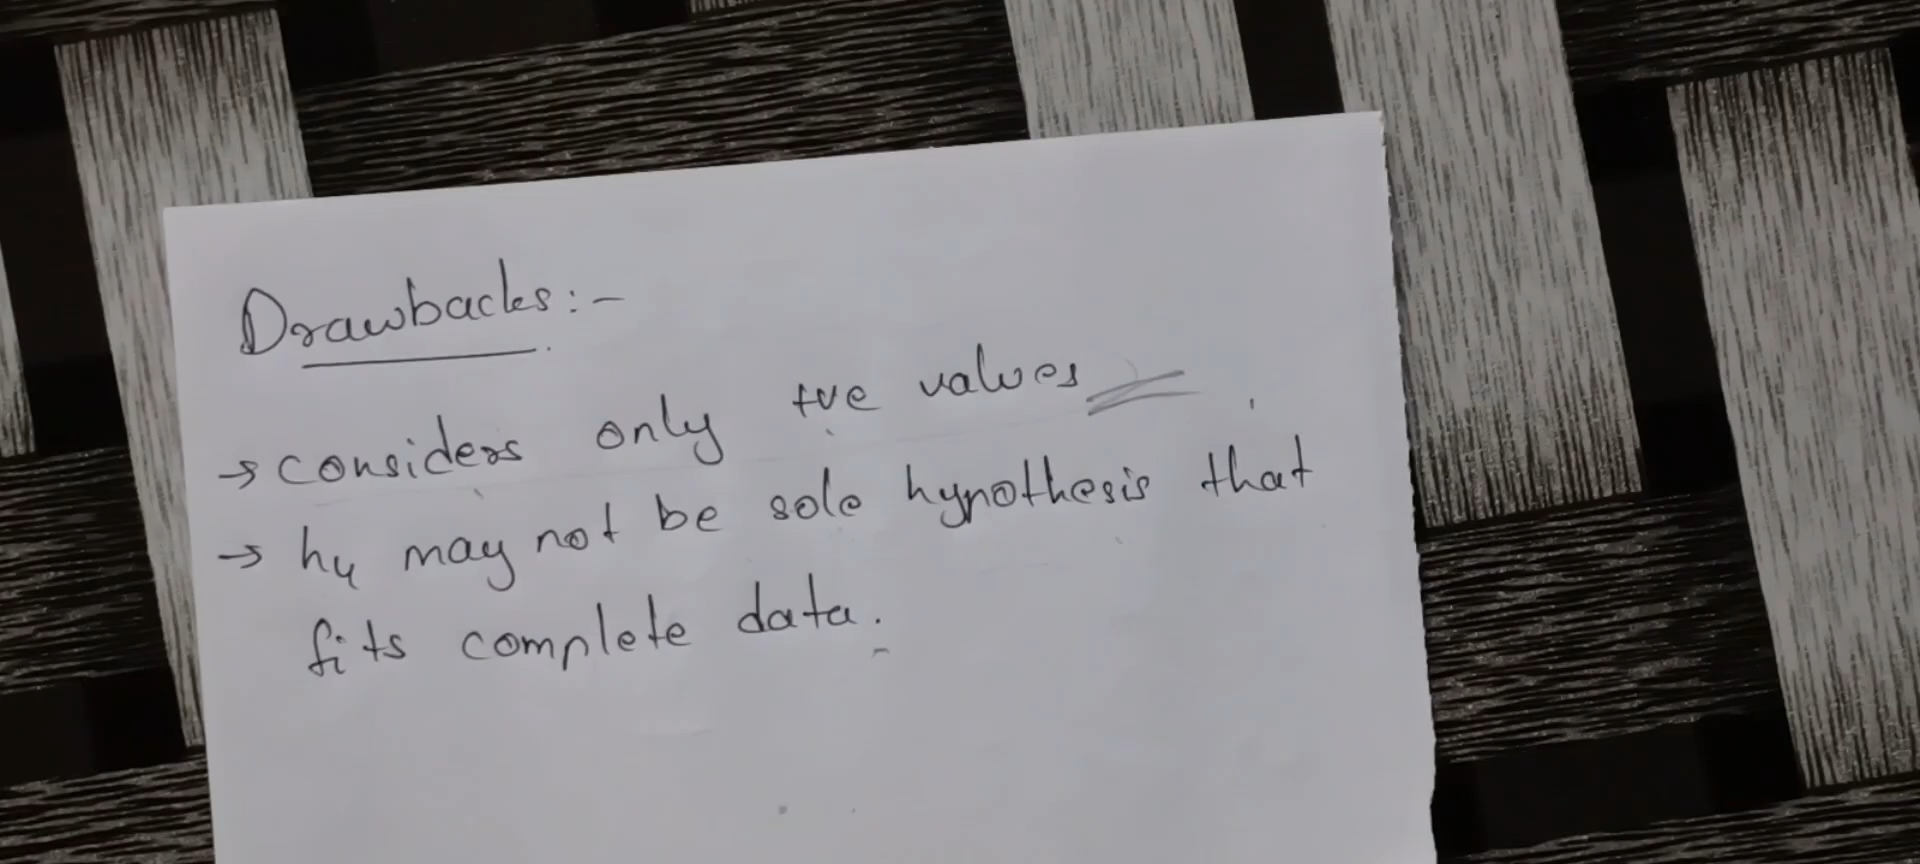 Drawbacks:-
→ considers only +ve values
→ h4 may not be sole hypothesis that
fits complete data.